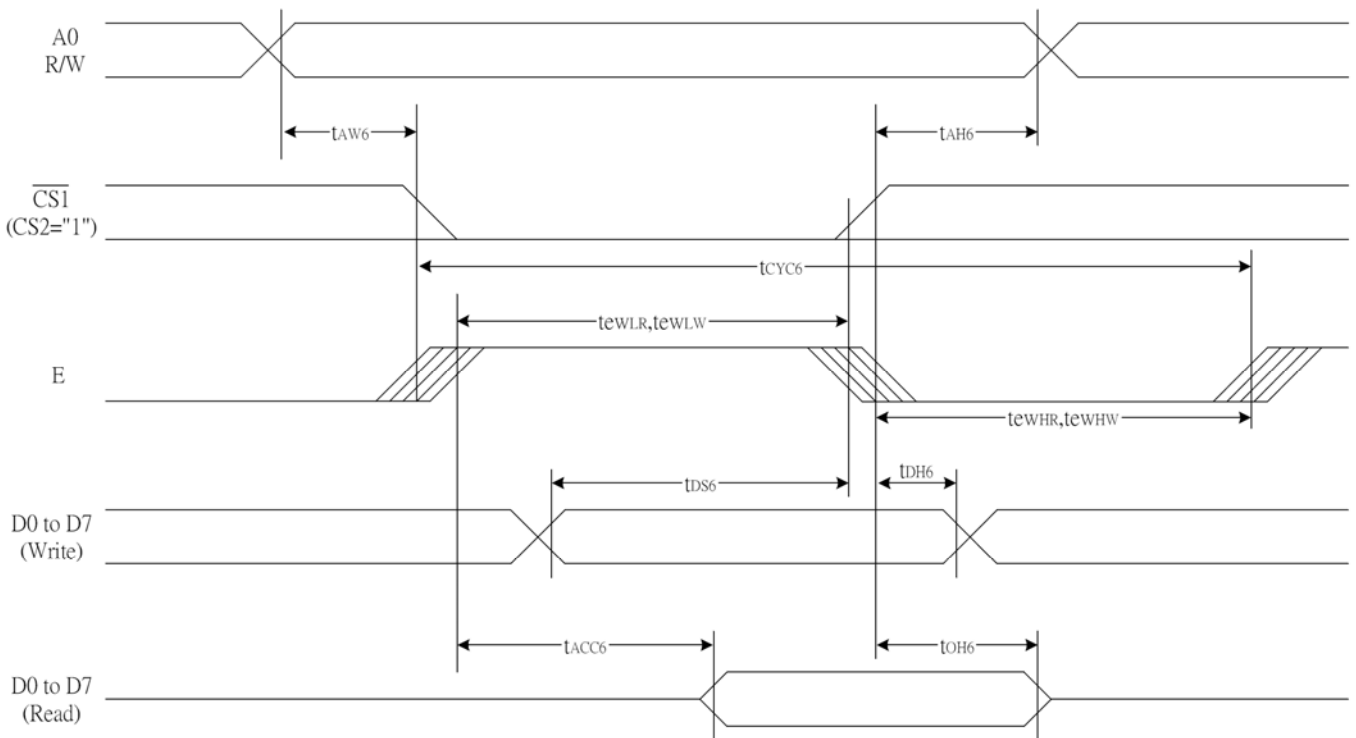 A0
R/W
tAW6
tAH6
CS1
(CS2="1")
tCYC6
tEWLR,tEWLW
E
tEWHR,tEWHW
tDS6
tDH6
D0 to D7
(Write)
tACC6
tOH6
D0 to D7
(Read)